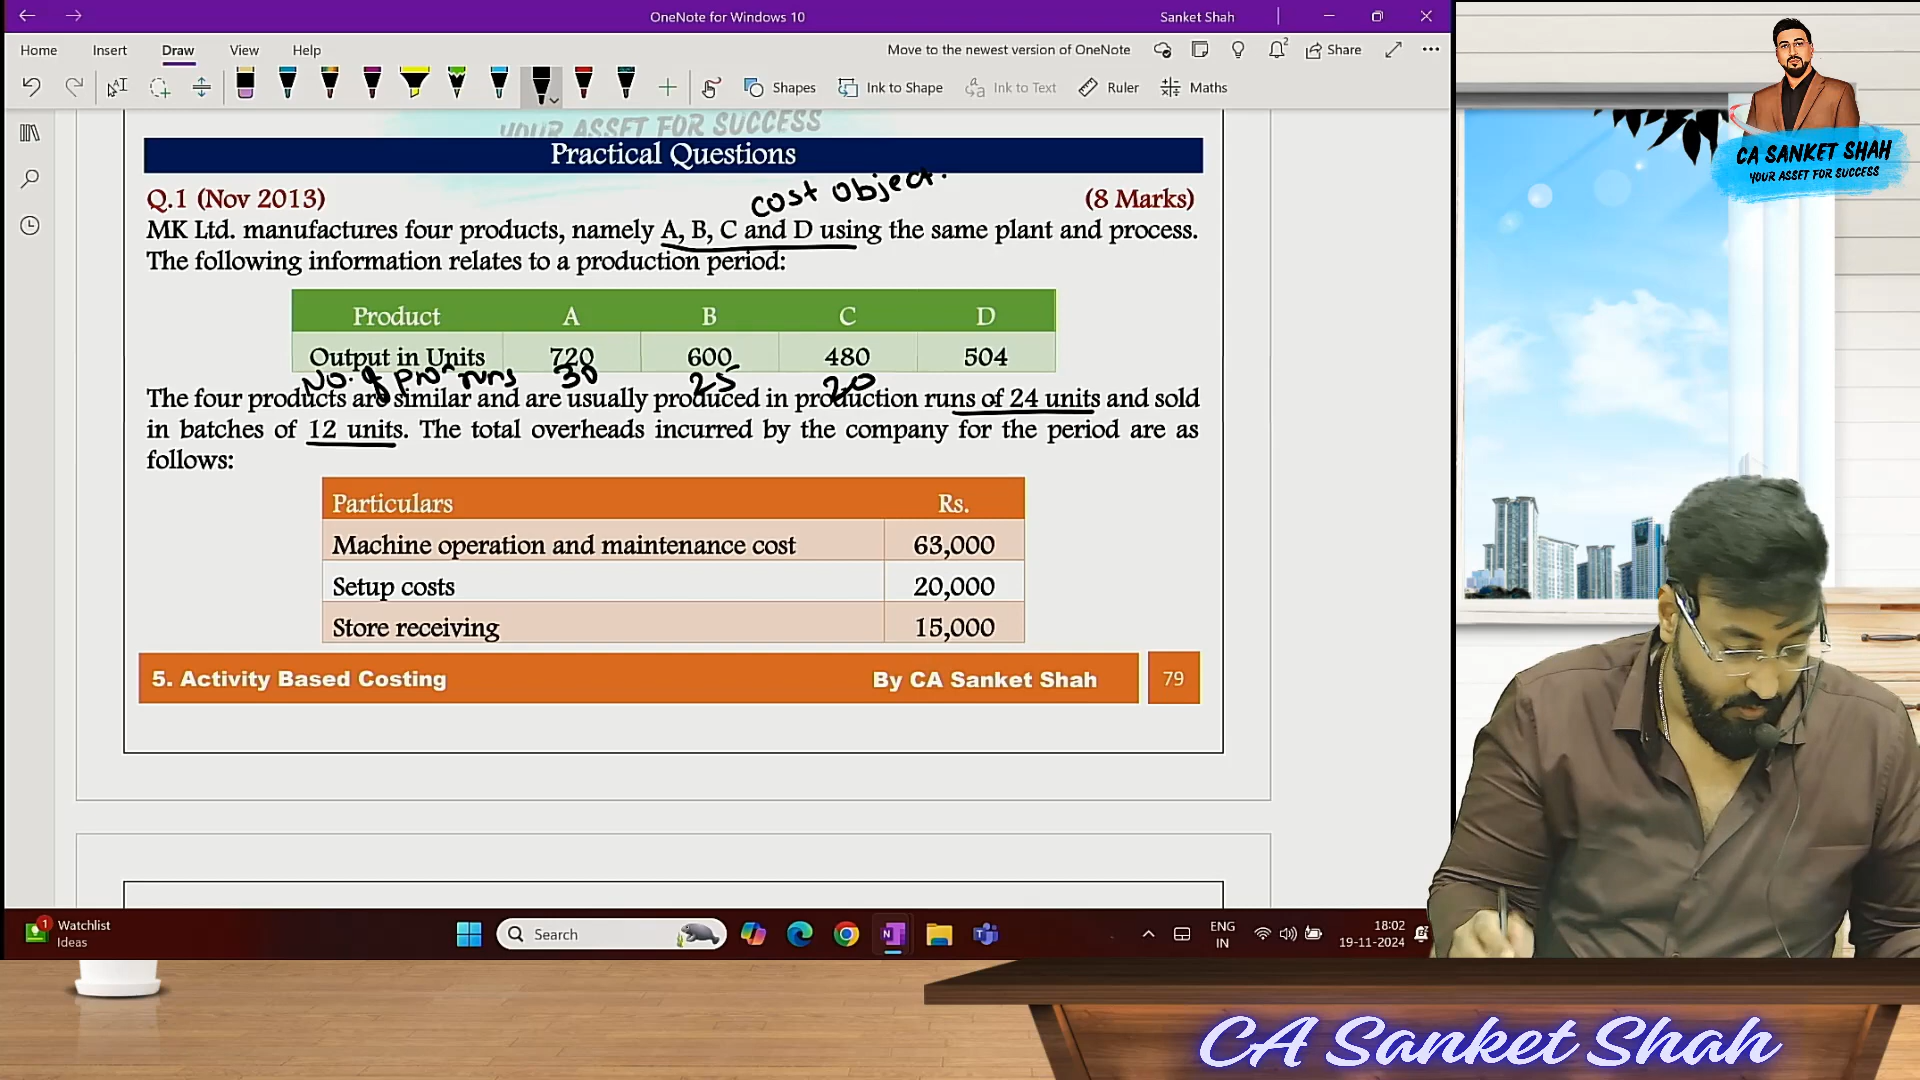 OneNote for Windows 10
Sanket Shah
Home Insert Draw View Help
Move to the newest version of OneNote
2
Share
Shapes
Ink to Shape
Ink to Text
Ruler
Maths
YOUR ASSET FOR SUCCESS
Practical Questions
cost object.
Q.1 (Nov 2013) (8 Marks)
MK Ltd. manufactures four products, namely A, B, C and D using the same plant and process.
The following information relates to a production period:
Product A B C D
Output in Units 720 600 480 504
No. of pro^n runs 30 25 20
The four products are similar and are usually produced in production runs of 24 units and sold
in batches of 12 units. The total overheads incurred by the company for the period are as
follows:
Particulars Rs.
Machine operation and maintenance cost 63,000
Setup costs 20,000
Store receiving 15,000
5. Activity Based Costing By CA Sanket Shah 79
CA SANKET SHAH
YOUR ASSET FOR SUCCESS
1
Watchlist
Ideas
Search
ENG
IN
18:02
19-11-2024
CA Sanket Shah